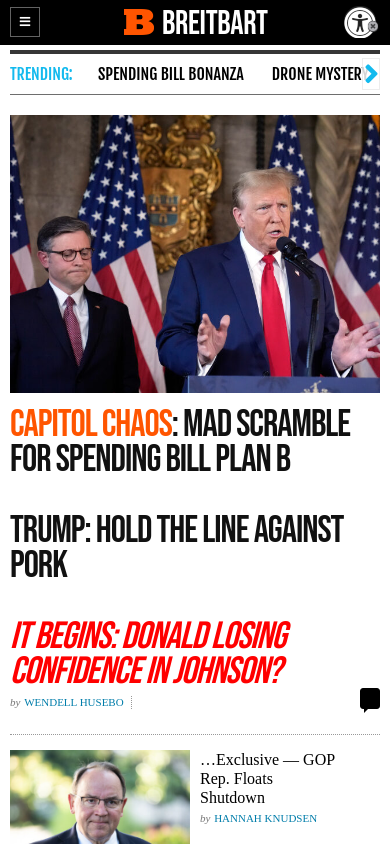 BREITBART
TRENDING:
SPENDING BILL BONANZA
DRONE MYSTERY
CAPITOL CHAOS: MAD SCRAMBLE
FOR SPENDING BILL PLAN B
TRUMP: HOLD THE LINE AGAINST
PORK
IT BEGINS: DONALD LOSING
CONFIDENCE IN JOHNSON?
by WENDELL HUSEBO
…Exclusive — GOP
Rep. Floats
Shutdown
by HANNAH KNUDSEN